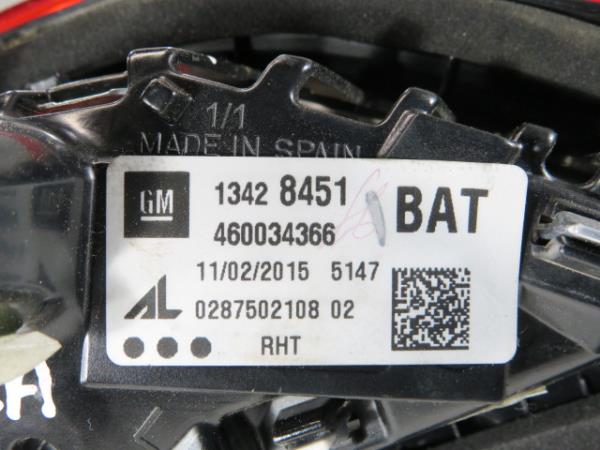 1/1
MADE IN SPAIN
GM 1342 8451 BAT
460034366
11/02/2015 5147
AL 0287502108 02
RHT